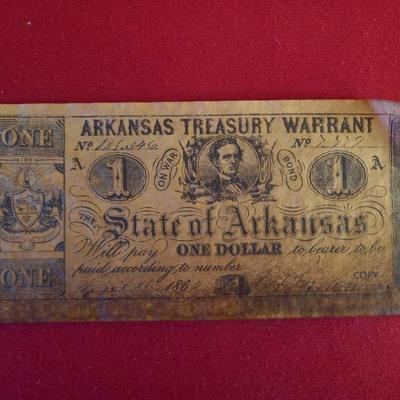 ONE
ARKANSAS TREASURY WARRANT
Nº
Nº
A
A
1
ON WAR
BOND
1
THE
State of Arkansas
Will pay ONE DOLLAR to bearer, to be
paid according to number
COPY
186
ONE